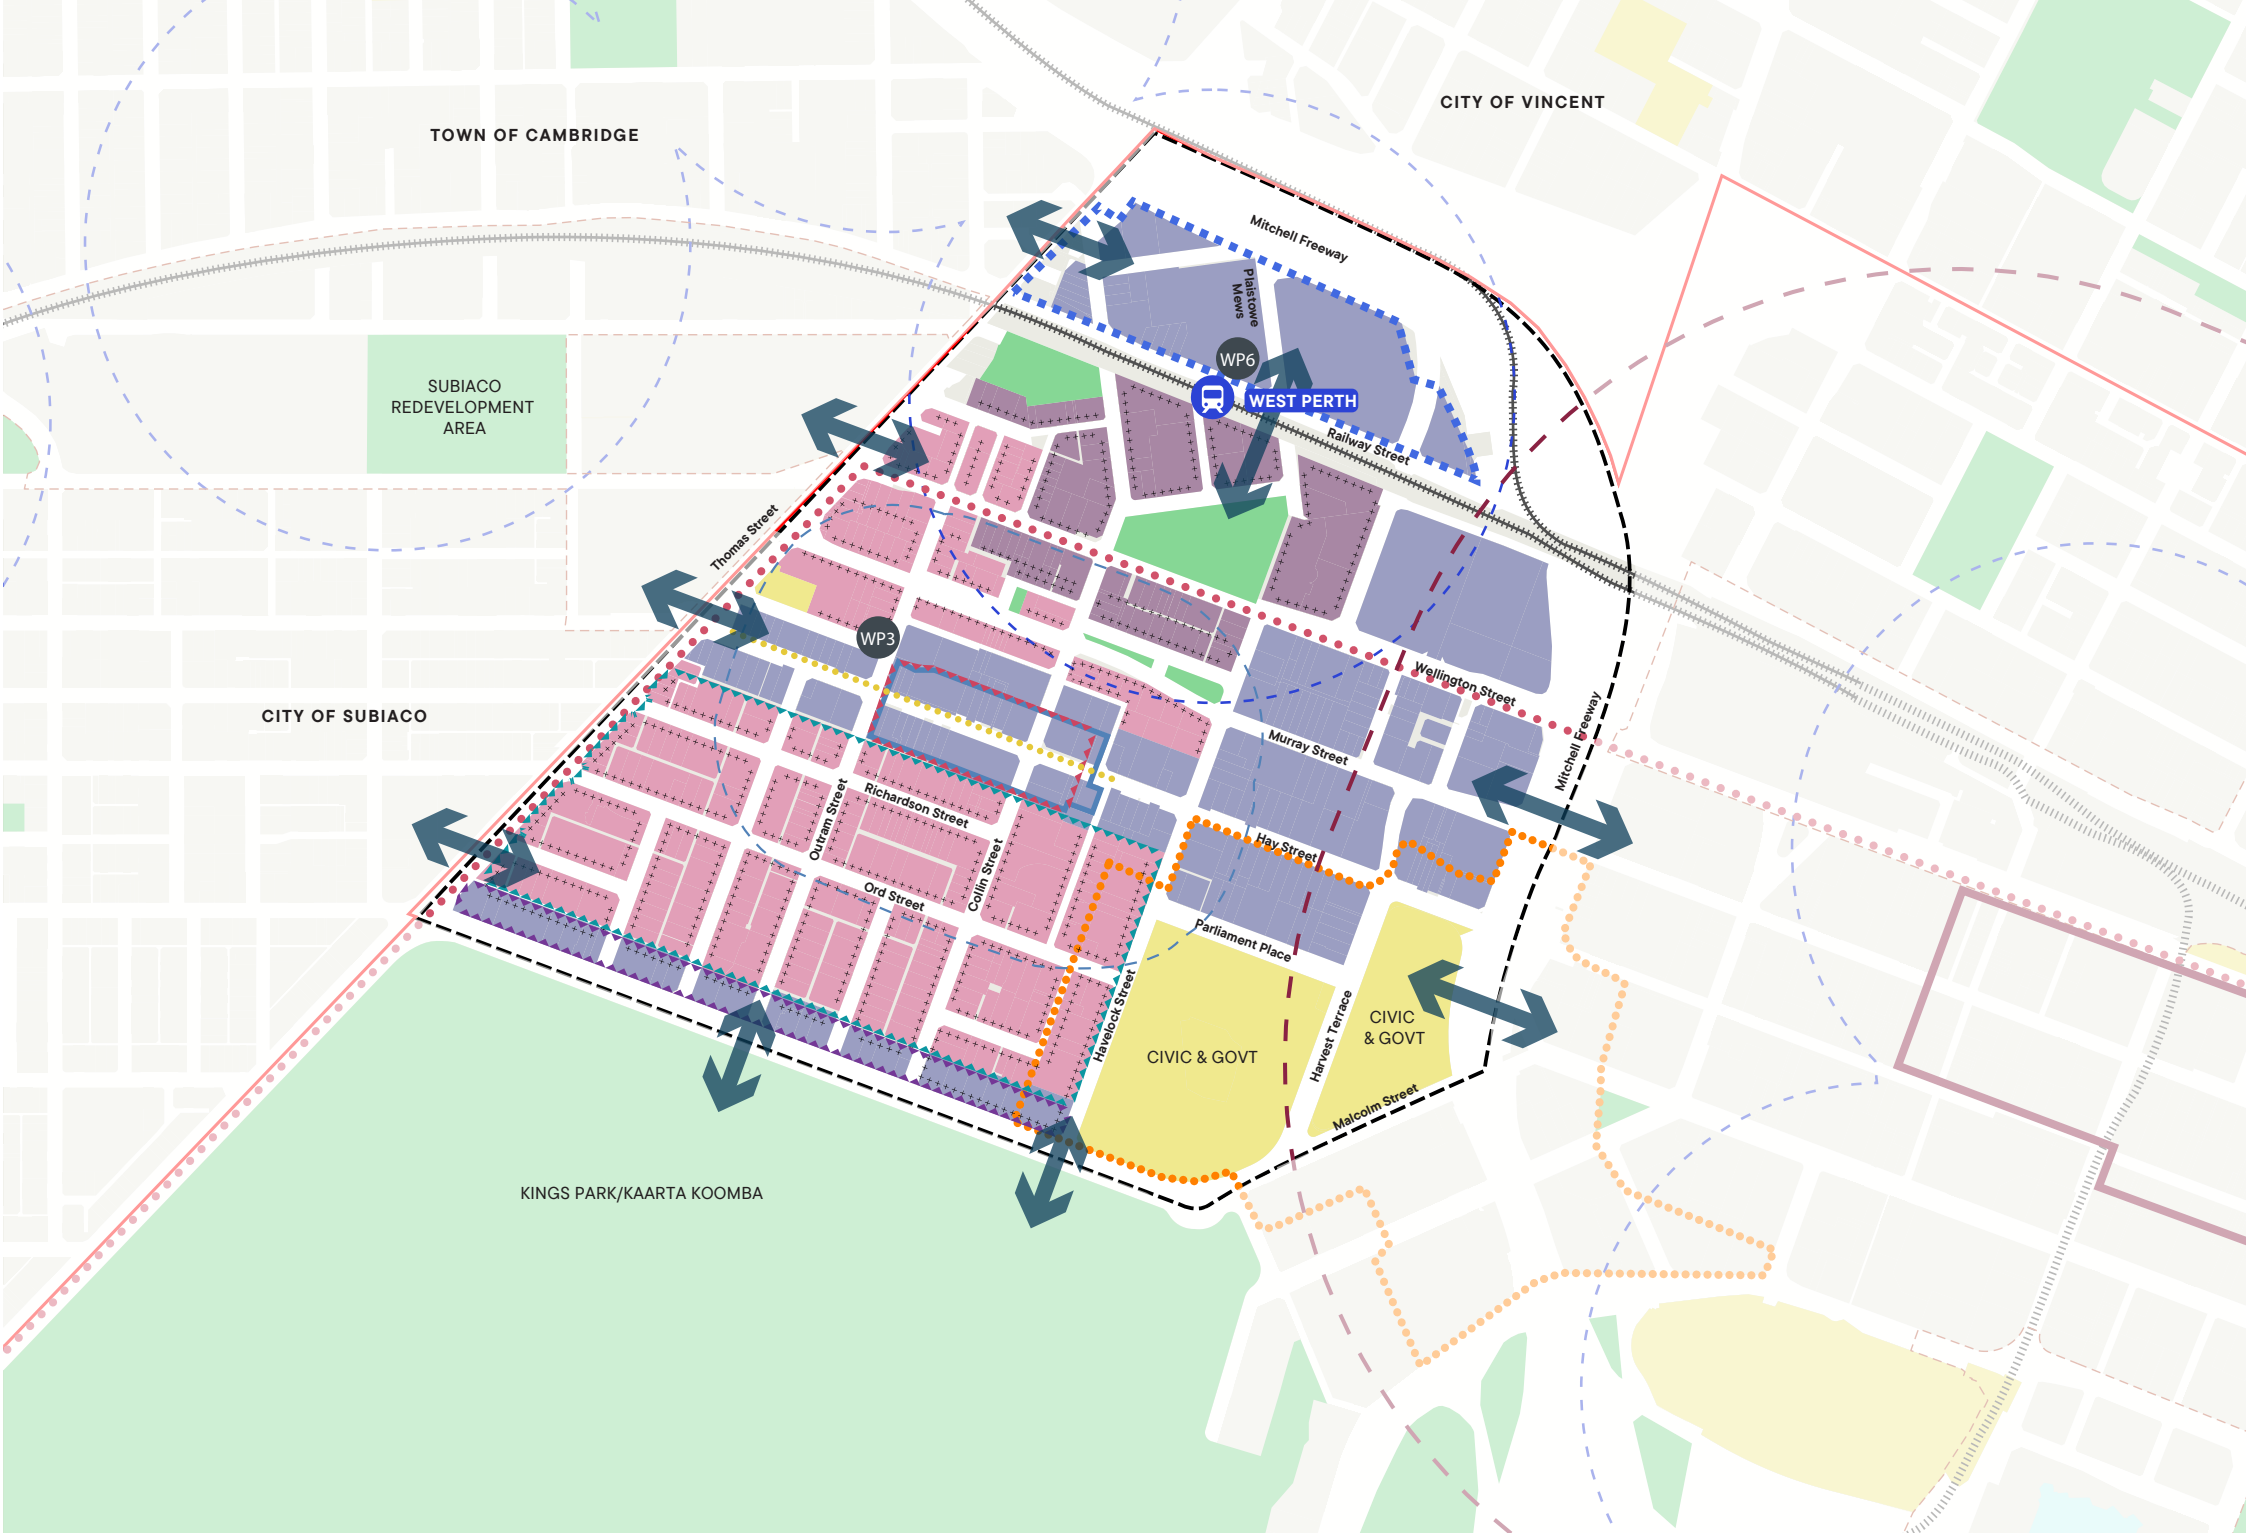 CITY OF VINCENT
TOWN OF CAMBRIDGE
Mitchell Freeway
Plaistowe
Mews
WP6
WEST PERTH
SUBIACO
REDEVELOPMENT
AREA
Railway Street
Thomas Street
WP3
Wellington Street
CITY OF SUBIACO
Mitchell Freeway
Murray Street
Richardson Street
Outram Street
Hay Street
Collin Street
Ord Street
Parliament Place
Havelock Street
Harvest Terrace
CIVIC
& GOVT
CIVIC & GOVT
Malcolm Street
KINGS PARK/KAARTA KOOMBA